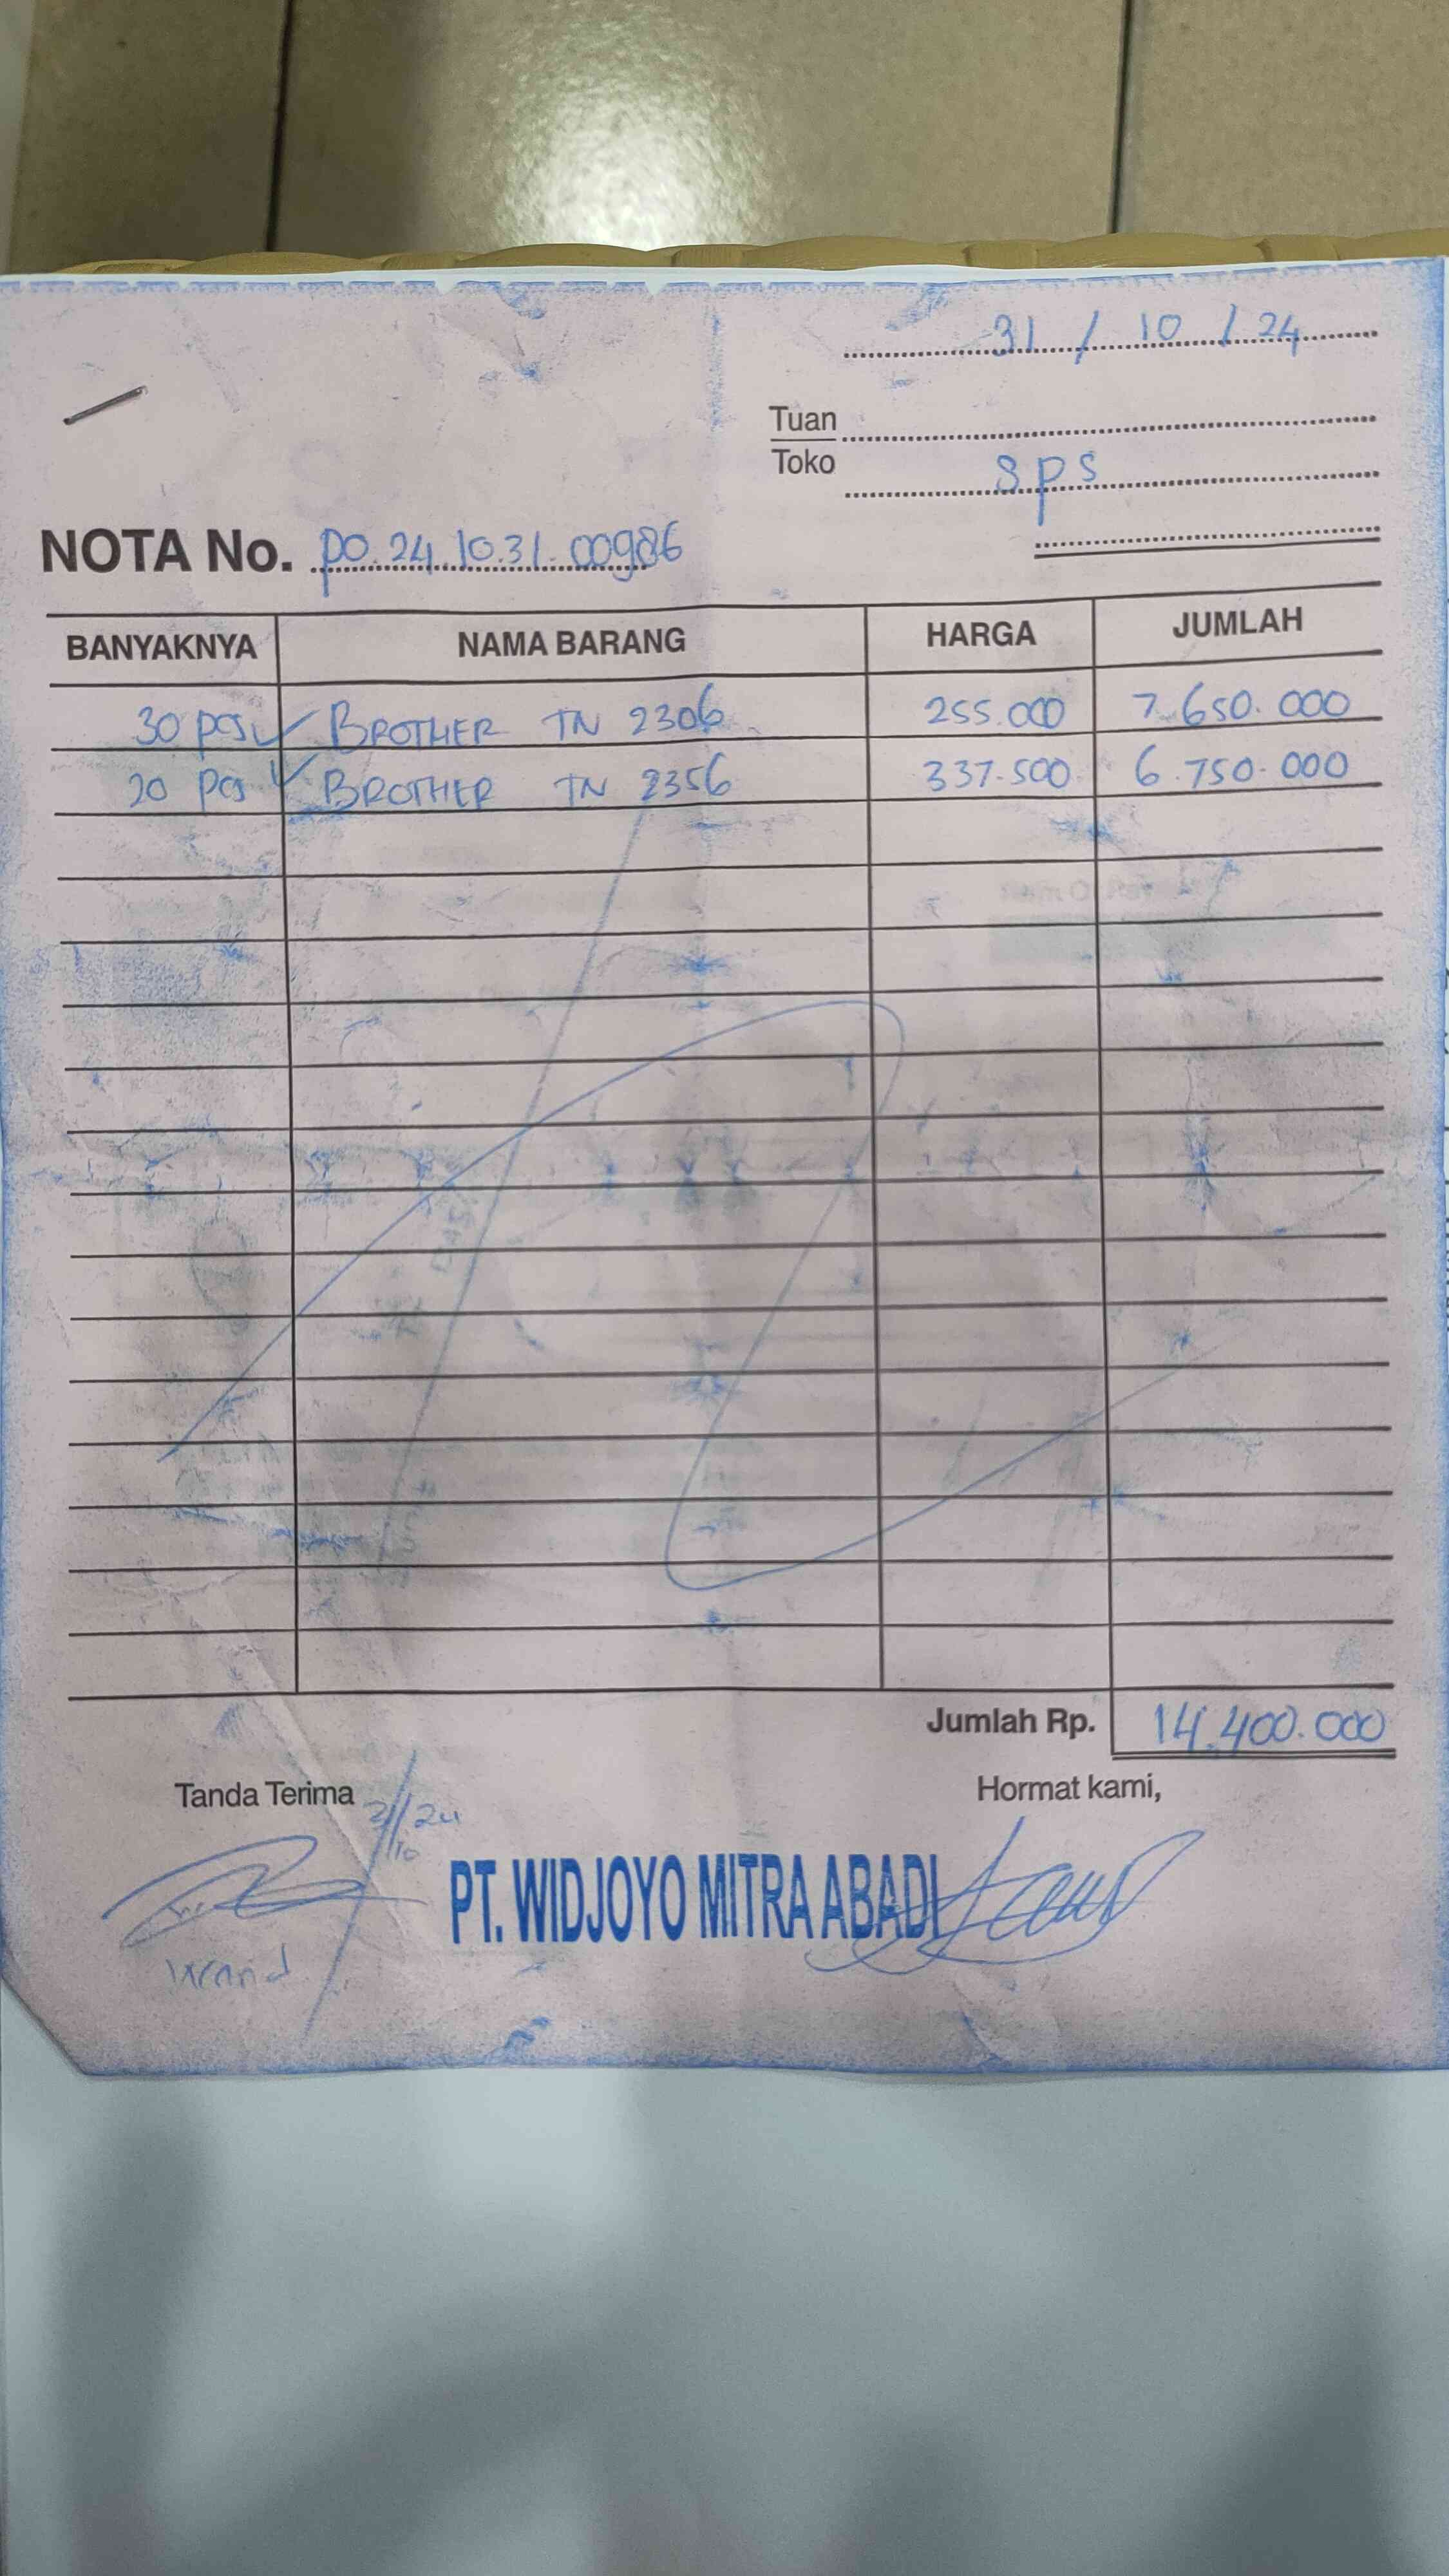 31 / 10 / 24
Tuan
Toko
SPS
NOTA No. PO.24.10.31.00986
BANYAKNYA NAMA BARANG HARGA JUMLAH
30 pcs BROTHER TN 2306 255.000 7.650.000
20 pcs BROTHER TN 2356 337.500 6.750.000
Jumlah Rp. 14.400.000
Tanda Terima Hormat kami,
31/10 24
PT. WIDJOYO MITRA ABADI